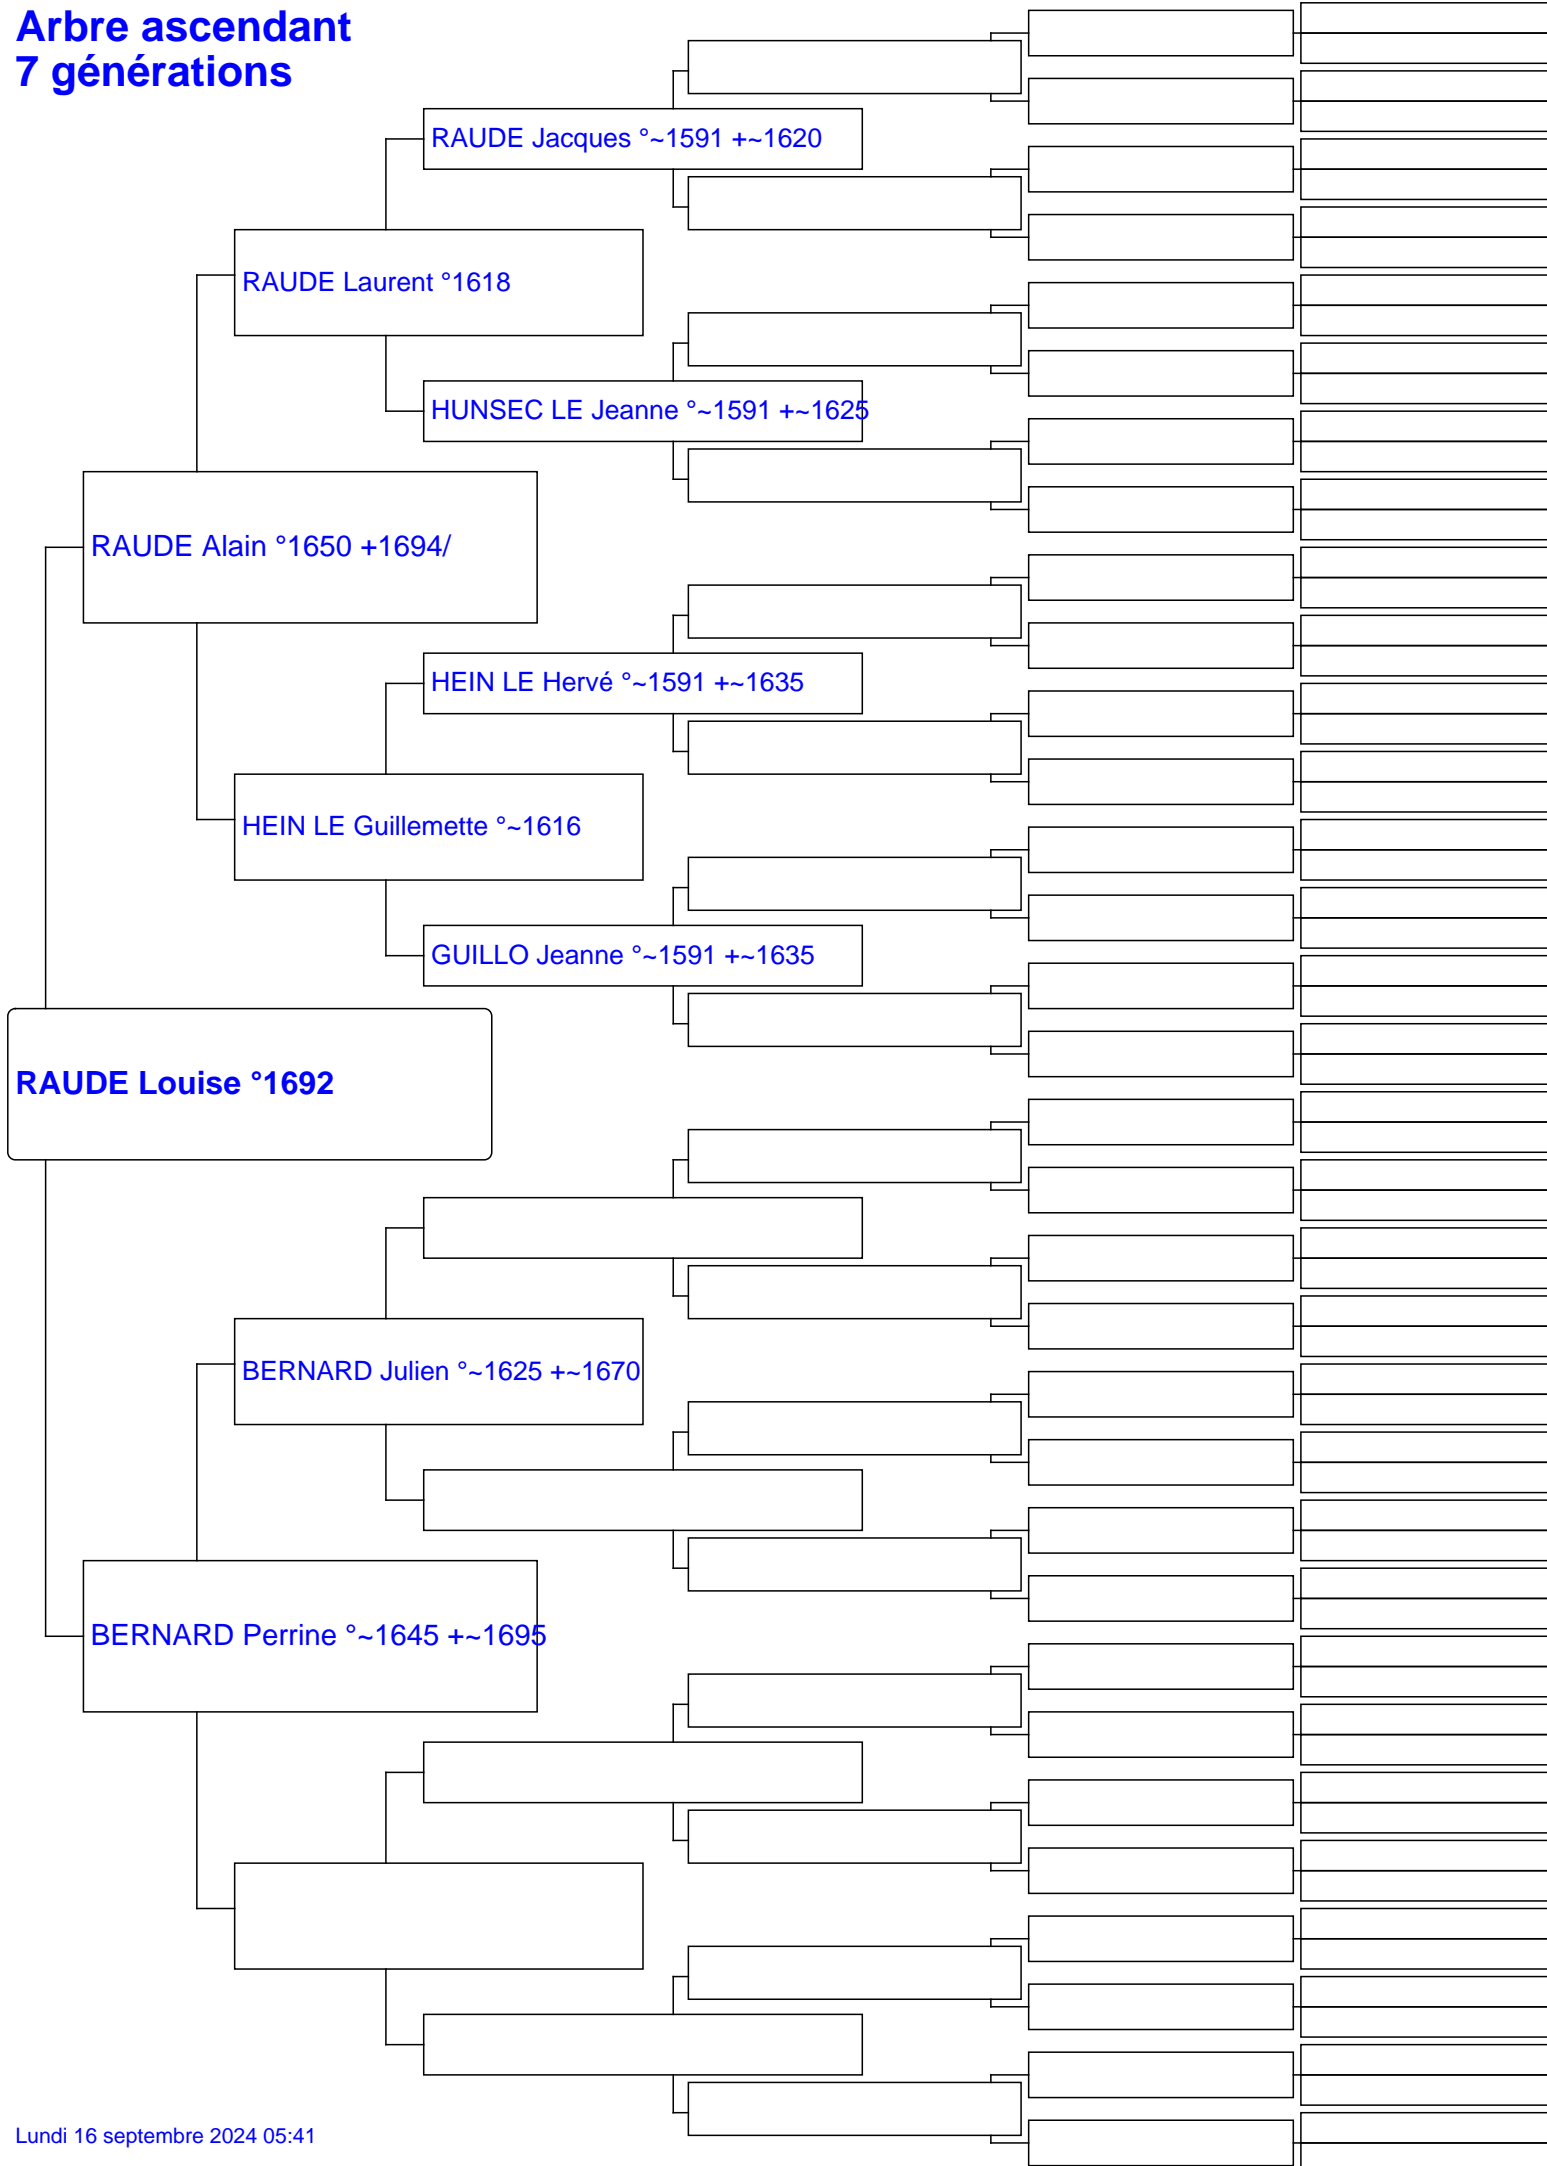 Arbre ascendant
7 générations
RAUDE Jacques °~1591 +~1620
RAUDE Laurent °1618
HUNSEC LE Jeanne °~1591 +~1625
RAUDE Alain °1650 +1694/
HEIN LE Hervé °~1591 +~1635
HEIN LE Guillemette °~1616
GUILLO Jeanne °~1591 +~1635
RAUDE Louise °1692
BERNARD Julien °~1625 +~1670
BERNARD Perrine °~1645 +~1695
Lundi 16 septembre 2024 05:41